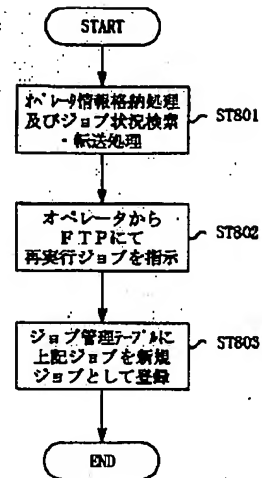 START
ｵﾍﾟﾚｰﾀ情報格納処理
及びジョブ状況検索
・転送処理
ST801
オペレータから
FTPにて
再実行ジョブを指示
ST802
ジョブ管理ﾃｰﾌﾞﾙに
上記ジョブを新規
ジョブとして登録
ST803
END